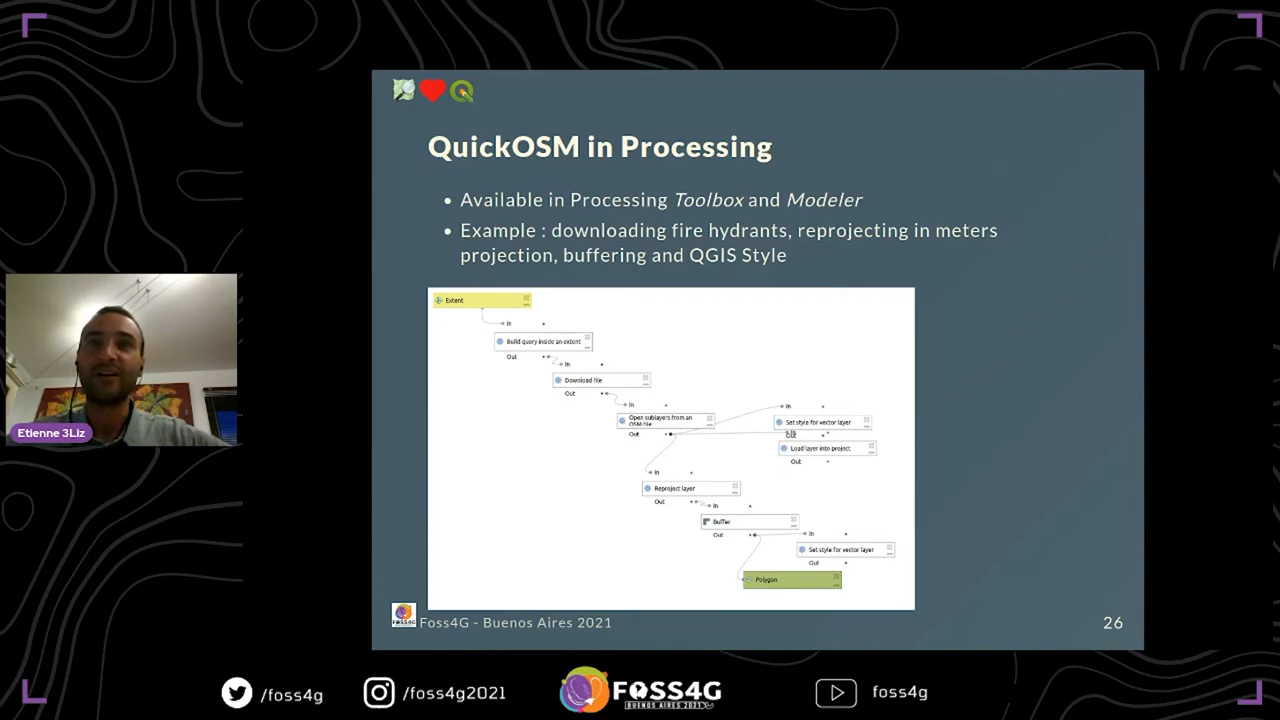 QuickOSM in Processing
Available in Processing Toolbox and Modeler
Example : downloading fire hydrants, reprojecting in meters
projection, buffering and QGIS Style
Extent
In
Build query inside an extent
Out
In
Download file
Out
In
Open sublayers from an
OSM file
Out
In
Set style for vector layer
Load layer into project
Out
In
Reproject layer
Out
In
Buffer
Out
In
Set style for vector layer
Out
Polygon
Etienne 3Liz
FOSS4G
Foss4G - Buenos Aires 2021
26
/foss4g
/foss4g2021
FOSS4G
BUENOS AIRES 2021
foss4g